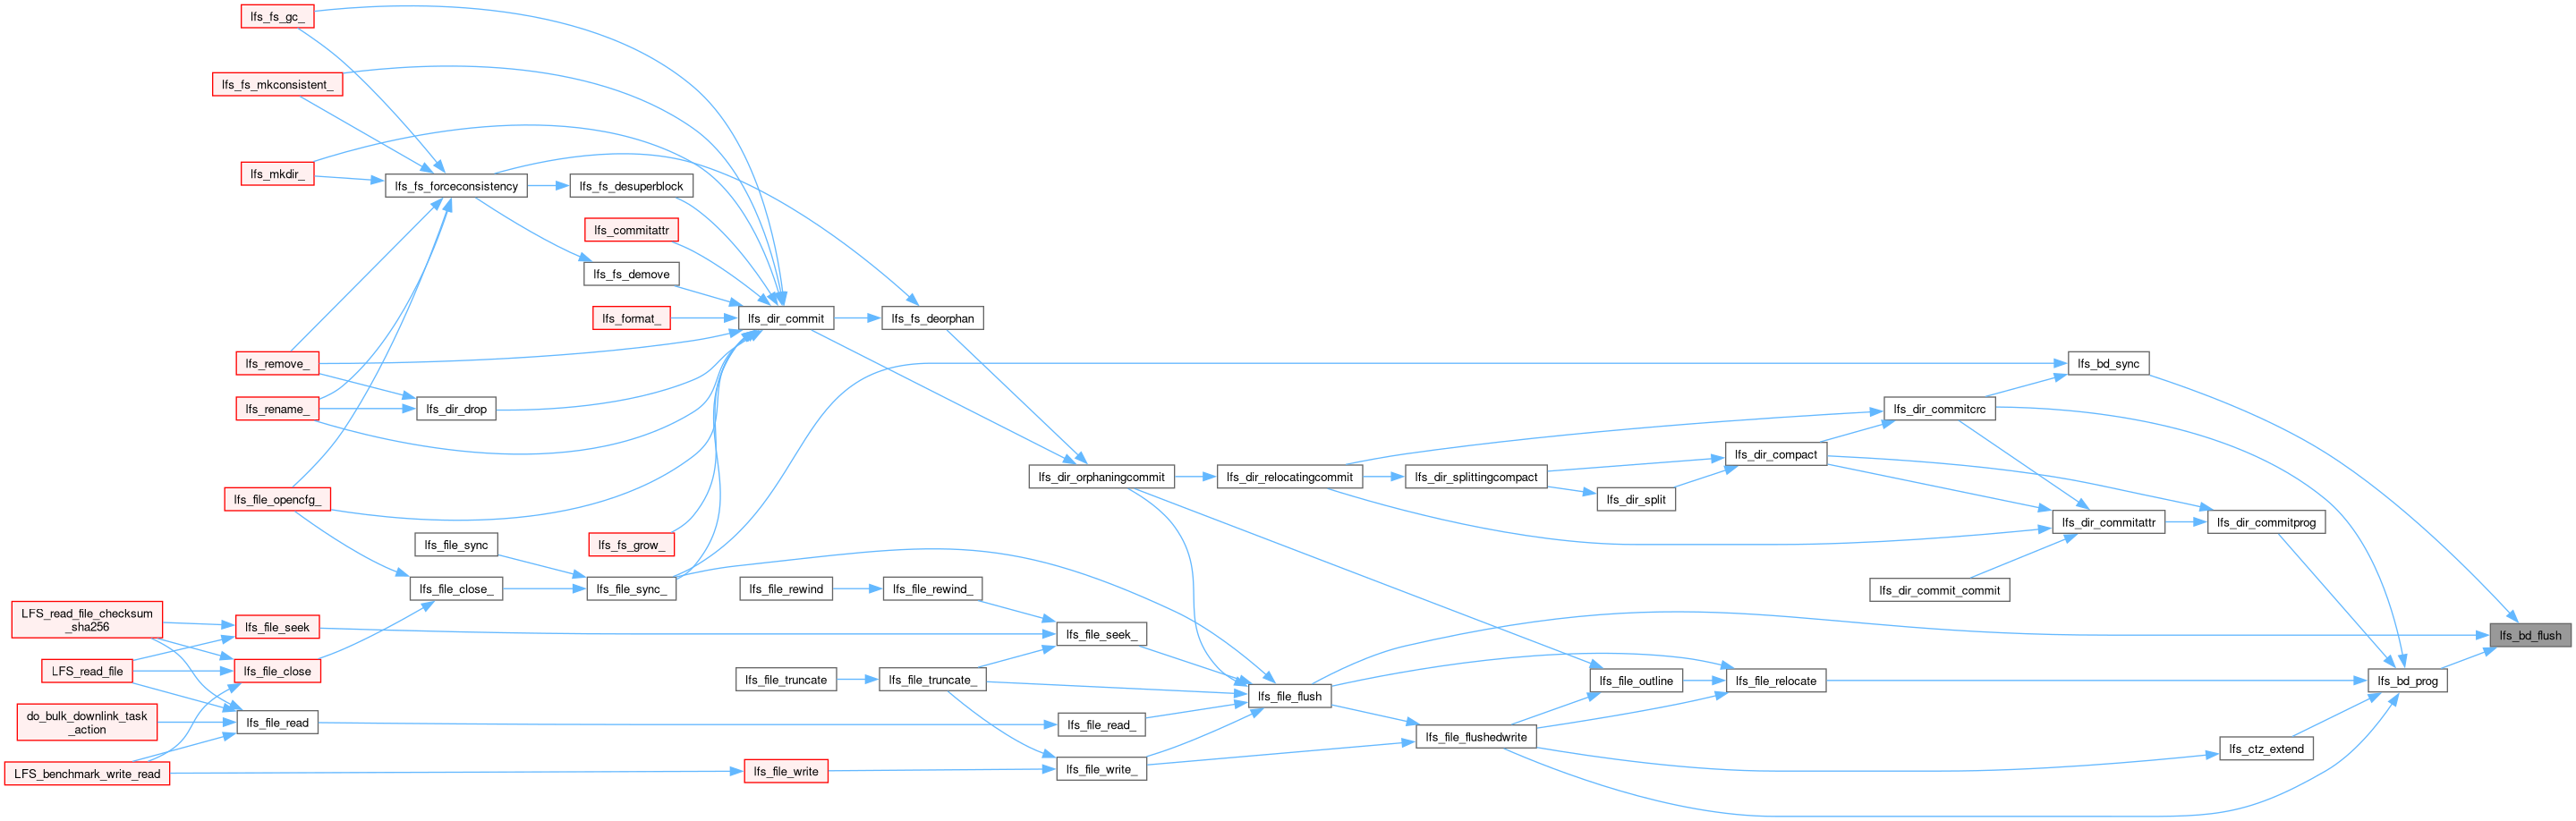 lfs_fs_gc_
lfs_fs_mkconsistent_
lfs_mkdir_
lfs_fs_forceconsistency
lfs_fs_desuperblock
lfs_commitattr
lfs_fs_demove
lfs_format_
lfs_dir_commit
lfs_fs_deorphan
lfs_remove_
lfs_rename_
lfs_dir_drop
lfs_bd_sync
lfs_dir_commitcrc
lfs_dir_compact
lfs_dir_orphaningcommit
lfs_dir_relocatingcommit
lfs_dir_splittingcompact
lfs_dir_split
lfs_file_opencfg_
lfs_dir_commitattr
lfs_dir_commitprog
lfs_file_sync
lfs_fs_grow_
lfs_file_close_
lfs_file_sync_
lfs_file_rewind
lfs_file_rewind_
lfs_dir_commit_commit
LFS_read_file_checksum
_sha256
lfs_file_seek
lfs_file_seek_
lfs_bd_flush
LFS_read_file
lfs_file_close
lfs_file_truncate
lfs_file_truncate_
lfs_file_flush
lfs_file_outline
lfs_file_relocate
lfs_bd_prog
do_bulk_downlink_task
_action
lfs_file_read
lfs_file_read_
lfs_file_flushedwrite
lfs_ctz_extend
LFS_benchmark_write_read
lfs_file_write
lfs_file_write_